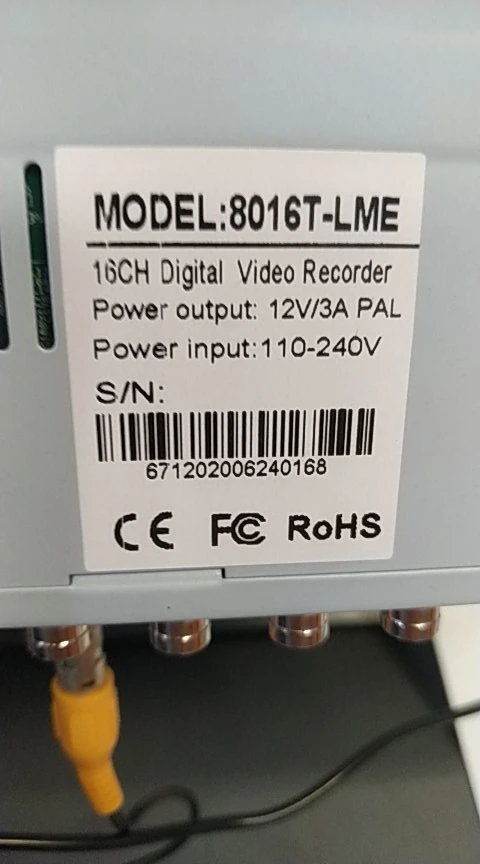 MODEL:8016T-LME
16CH Digital Video Recorder
Power output: 12V/3A PAL
Power input:110-240V
S/N:
671202006240168
CE FC RoHS